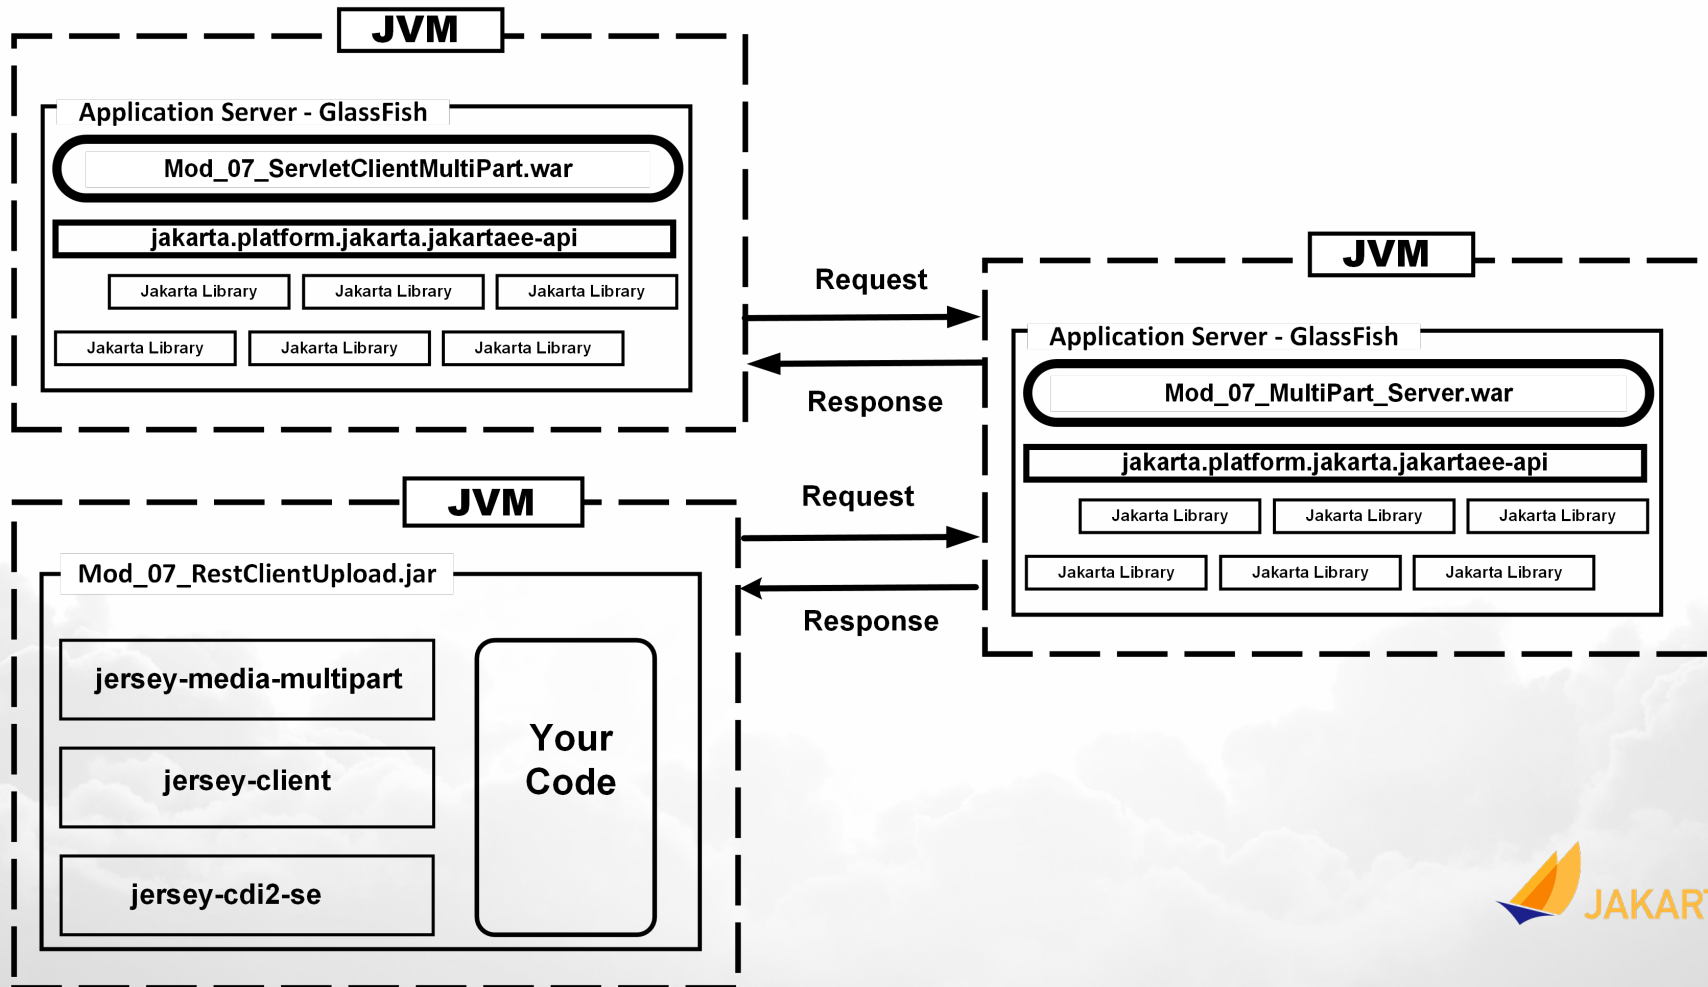 JVM
Application Server - GlassFish
Mod_07_ServletClientMultiPart.war
jakarta.platform.jakarta.jakartaee-api
Jakarta Library
Jakarta Library
Jakarta Library
Jakarta Library
Jakarta Library
Jakarta Library
Request
Response
JVM
Application Server - GlassFish
Mod_07_MultiPart_Server.war
jakarta.platform.jakarta.jakartaee-api
Jakarta Library
Jakarta Library
Jakarta Library
Jakarta Library
Jakarta Library
Jakarta Library
JVM
Mod_07_RestClientUpload.jar
jersey-media-multipart
jersey-client
jersey-cdi2-se
Your
Code
Request
Response
JAKART